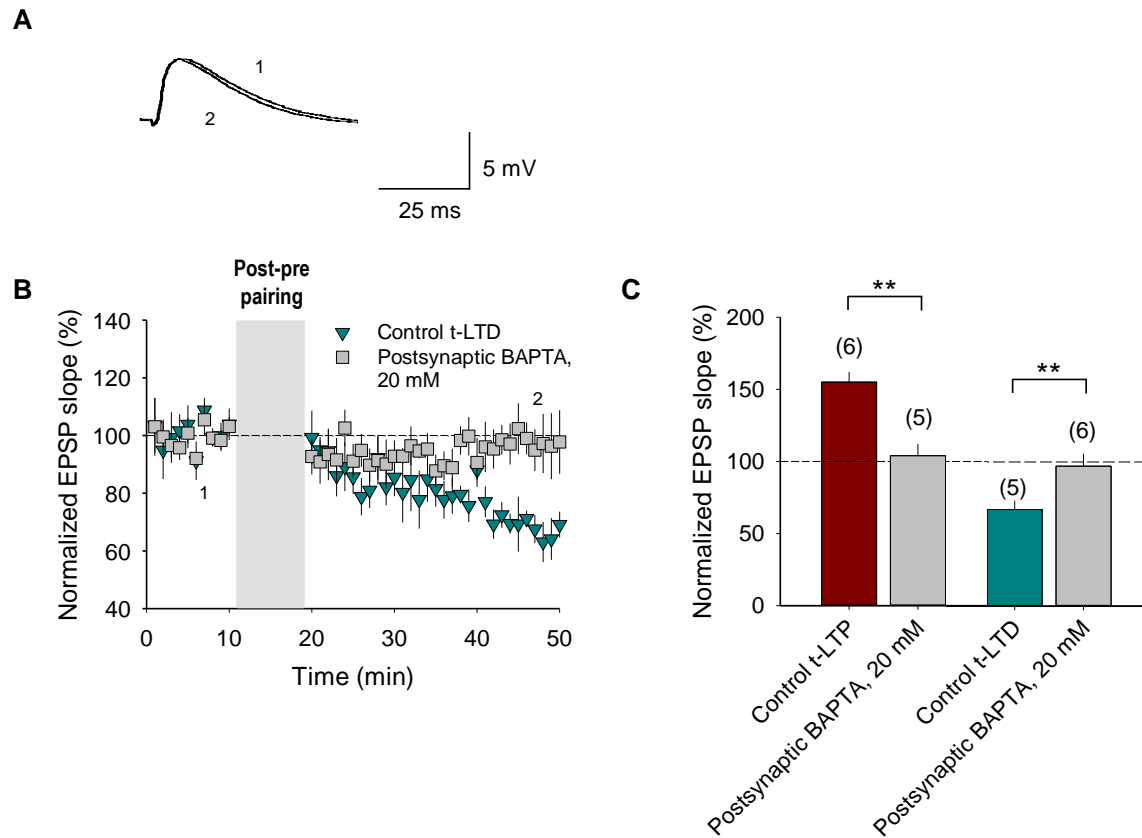 A
1
2
5 mV
25 ms
B
Post-pre
pairing
Normalized EPSP slope (%)
140
120
100
80
60
40
Control t-LTD
Postsynaptic BAPTA,
20 mM
2
1
0
10
20
30
40
50
Time (min)
C
Normalized EPSP slope (%)
200
150
100
50
0
**
**
(6)
(5)
(5)
(6)
Control t-LTP
Postsynaptic BAPTA, 20 mM
Control t-LTD
Postsynaptic BAPTA, 20 mM